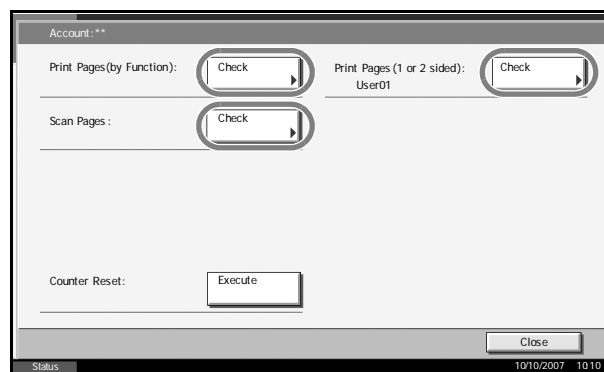 Account:**
Print Pages(by Function): Check Print Pages (1 or 2 sided): Check
User01
Scan Pages : Check
Counter Reset: Execute
Close
Status 10/10/2007 10:10